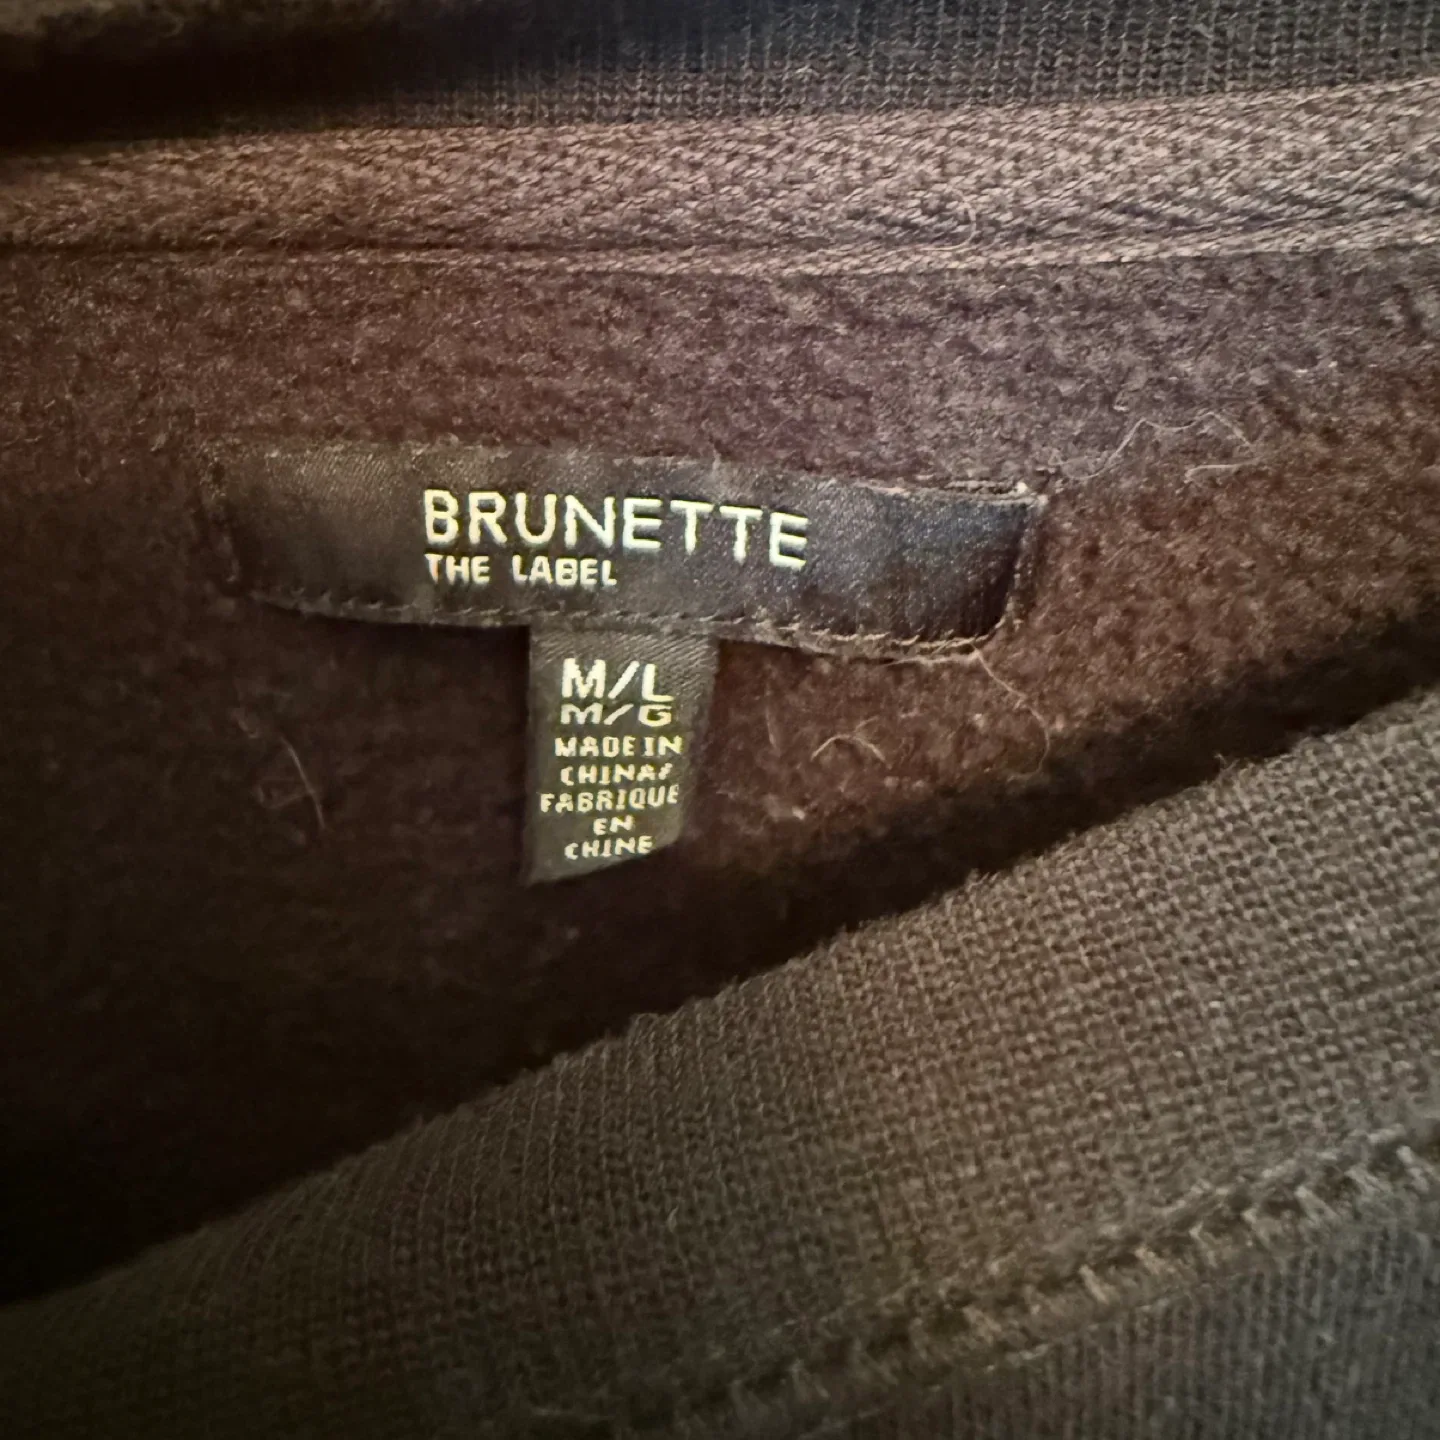 BRUNETTE
THE LABEL
M/L
M/G
MADE IN
CHINA/
FABRIQUE
EN
CHINE